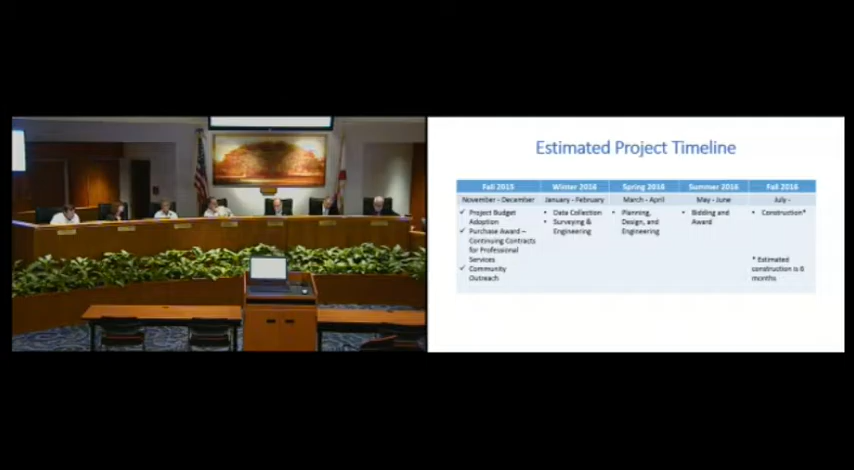 Estimated Project Timeline
Fall 2015
Winter 2016
Spring 2016
Summer 2016
Fall 2016
November - December
January - February
March - April
May - June
July -
✓ Project Budget
Adoption
✓ Purchase Award –
Continuing Contracts
for Professional
Services
✓ Community
Outreach
• Data Collection
• Surveying &
Engineering
• Planning,
Design, and
Engineering
• Bidding and
Award
• Construction*
* Estimated
construction is 6
months